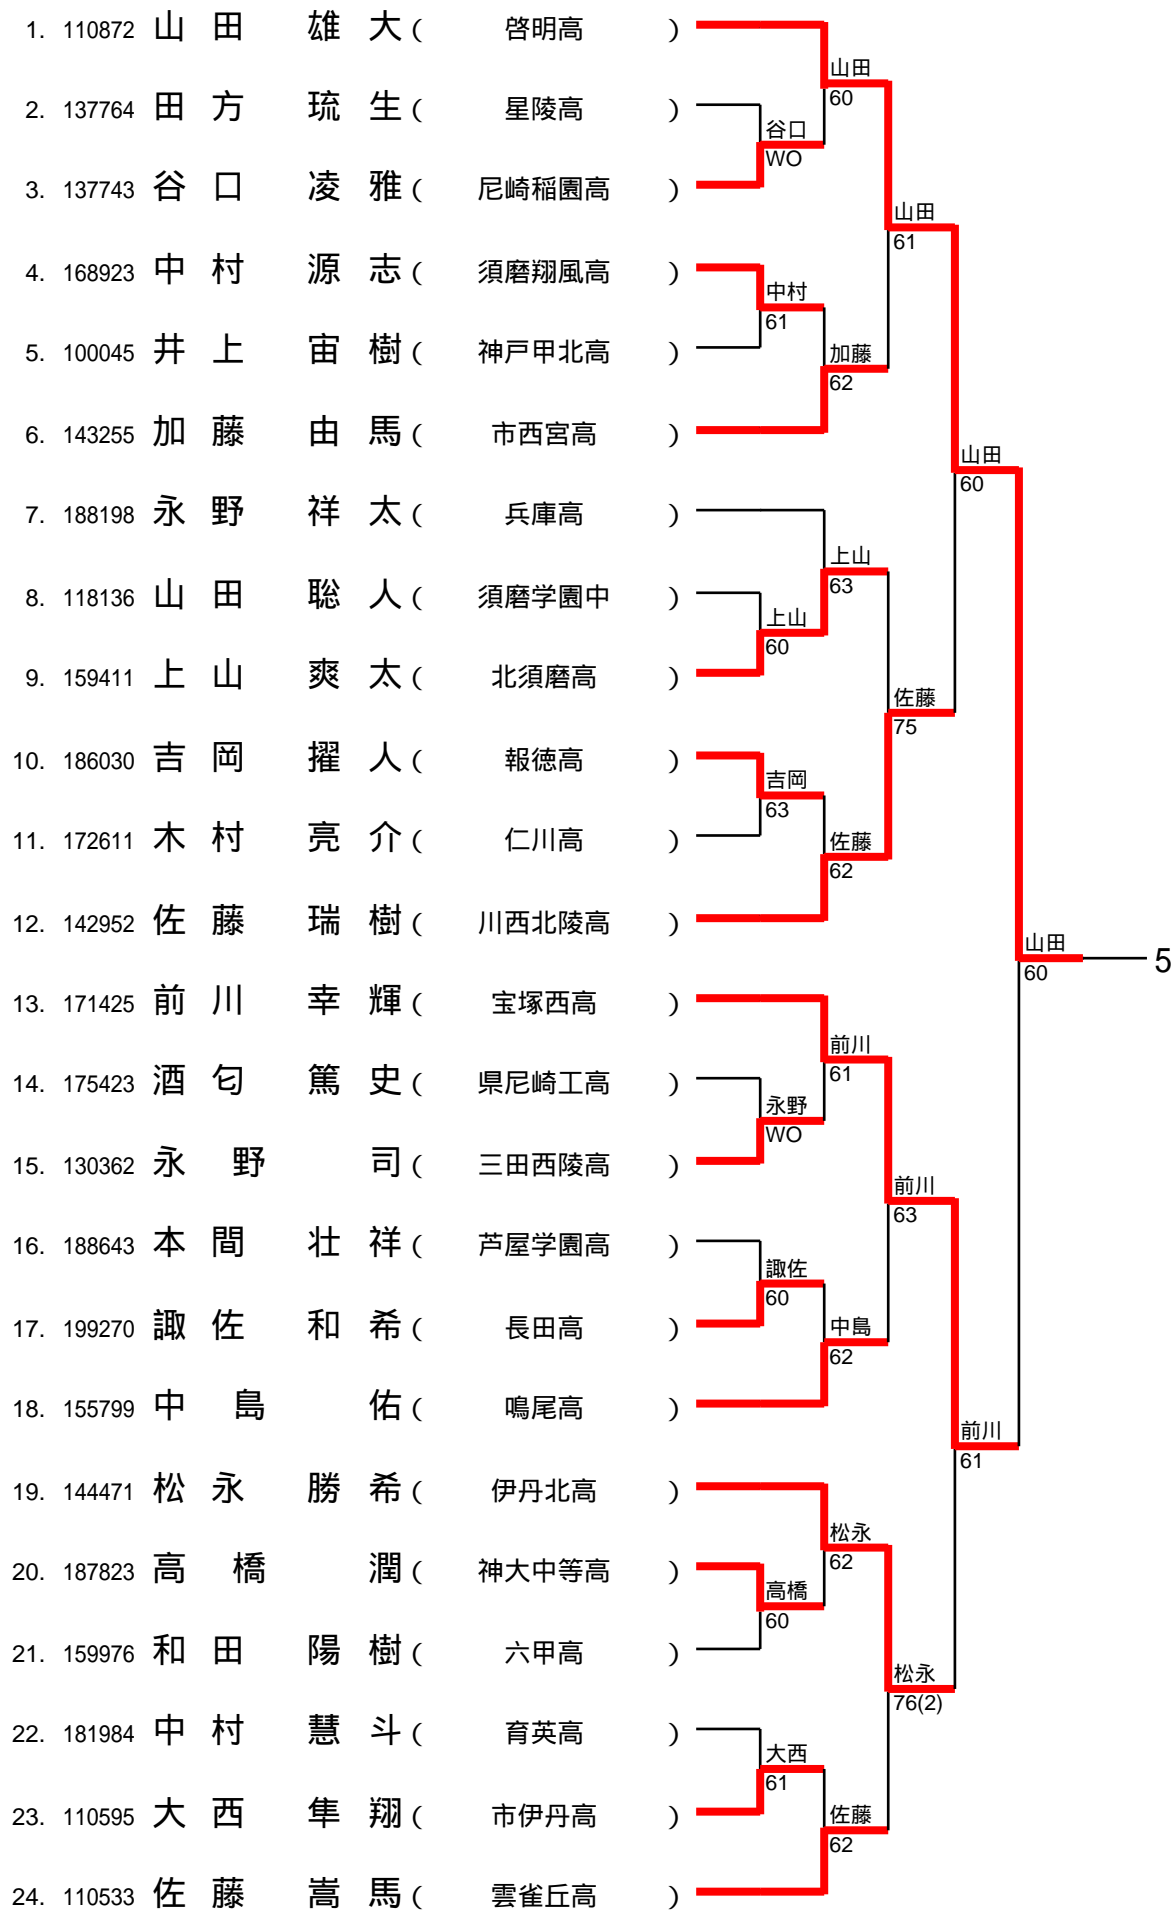 1. 110872 山田 雄大 ( 啓明高 )
山田
60
2. 137764 田方 琉生 ( 星陵高 )
谷口
WO
3. 137743 谷口 凌雅 ( 尼崎稲園高 )
山田
61
4. 168923 中村 源志 ( 須磨翔風高 )
中村
61
5. 100045 井上 宙樹 ( 神戸甲北高 )
加藤
62
6. 143255 加藤 由馬 ( 市西宮高 )
山田
60
7. 188198 永野 祥太 ( 兵庫高 )
上山
63
8. 118136 山田 聡人 ( 須磨学園中 )
上山
60
9. 159411 上山 爽太 ( 北須磨高 )
佐藤
75
10. 186030 吉岡 擢人 ( 報徳高 )
吉岡
63
11. 172611 木村 亮介 ( 仁川高 )
佐藤
62
12. 142952 佐藤 瑞樹 ( 川西北陵高 )
山田
60
5
13. 171425 前川 幸輝 ( 宝塚西高 )
前川
61
14. 175423 酒匂 篤史 ( 県尼崎工高 )
永野
WO
15. 130362 永野 司 ( 三田西陵高 )
前川
63
16. 188643 本間 壮祥 ( 芦屋学園高 )
諏佐
60
17. 199270 諏佐 和希 ( 長田高 )
中島
62
18. 155799 中島 佑 ( 鳴尾高 )
前川
61
19. 144471 松永 勝希 ( 伊丹北高 )
松永
62
20. 187823 高橋 潤 ( 神大中等高 )
高橋
60
21. 159976 和田 陽樹 ( 六甲高 )
松永
76(2)
22. 181984 中村 慧斗 ( 育英高 )
大西
61
23. 110595 大西 隼翔 ( 市伊丹高 )
佐藤
62
24. 110533 佐藤 嵩馬 ( 雲雀丘高 )